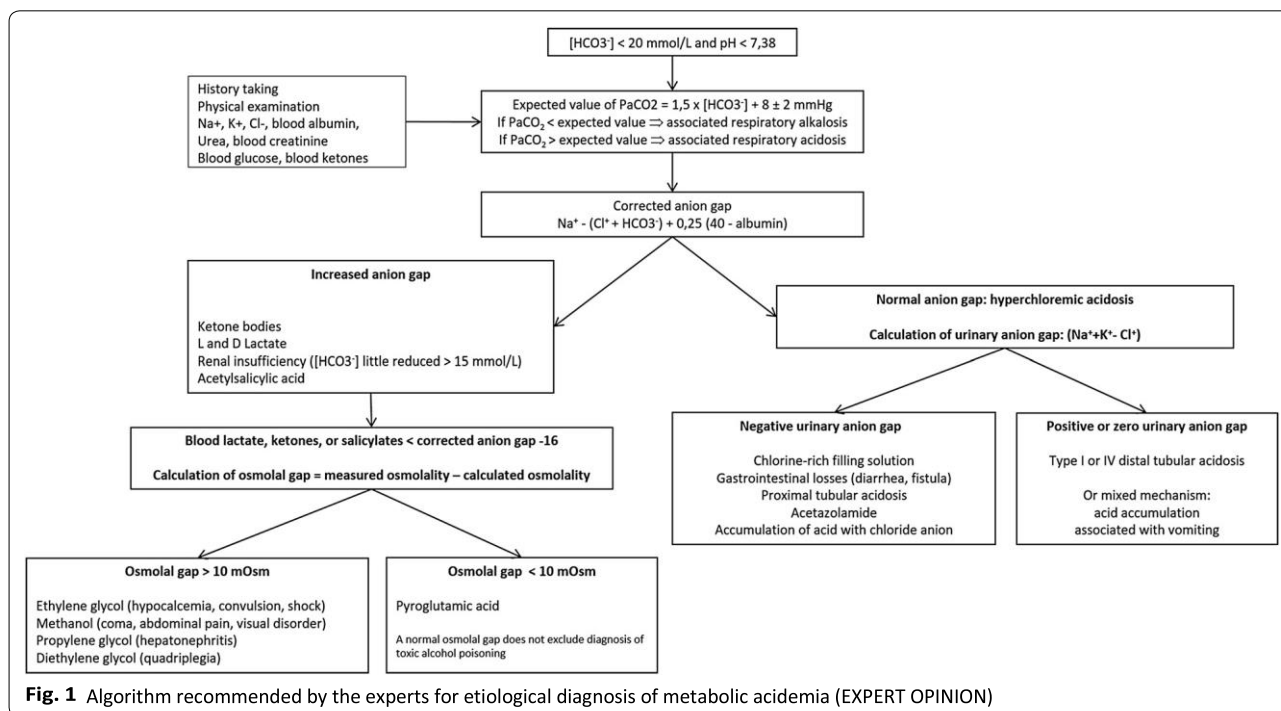 [HCO3-] < 20 mmol/L and pH < 7,38
History taking
Physical examination
Na+, K+, Cl-, blood albumin,
Urea, blood creatinine
Blood glucose, blood ketones
Expected value of PaCO2 = 1,5 x [HCO3-] + 8 ± 2 mmHg
If PaCO₂ < expected value ⇒ associated respiratory alkalosis
If PaCO₂ > expected value ⇒ associated respiratory acidosis
Corrected anion gap
Na⁺ - (Cl⁺ + HCO3⁻) + 0,25 (40 - albumin)
Increased anion gap
Ketone bodies
L and D Lactate
Renal insufficiency ([HCO3⁻] little reduced > 15 mmol/L)
Acetylsalicylic acid
Normal anion gap: hyperchloremic acidosis
Calculation of urinary anion gap: (Na⁺+K⁺- Cl⁺)
Blood lactate, ketones, or salicylates < corrected anion gap -16
Calculation of osmolal gap = measured osmolality – calculated osmolality
Negative urinary anion gap
Chlorine-rich filling solution
Gastrointestinal losses (diarrhea, fistula)
Proximal tubular acidosis
Acetazolamide
Accumulation of acid with chloride anion
Positive or zero urinary anion gap
Type I or IV distal tubular acidosis
Or mixed mechanism:
acid accumulation
associated with vomiting
Osmolal gap > 10 mOsm
Ethylene glycol (hypocalcemia, convulsion, shock)
Methanol (coma, abdominal pain, visual disorder)
Propylene glycol (hepatonephritis)
Diethylene glycol (quadriplegia)
Osmolal gap < 10 mOsm
Pyroglutamic acid
A normal osmolal gap does not exclude diagnosis of
toxic alcohol poisoning
Fig. 1 Algorithm recommended by the experts for etiological diagnosis of metabolic acidemia (EXPERT OPINION)